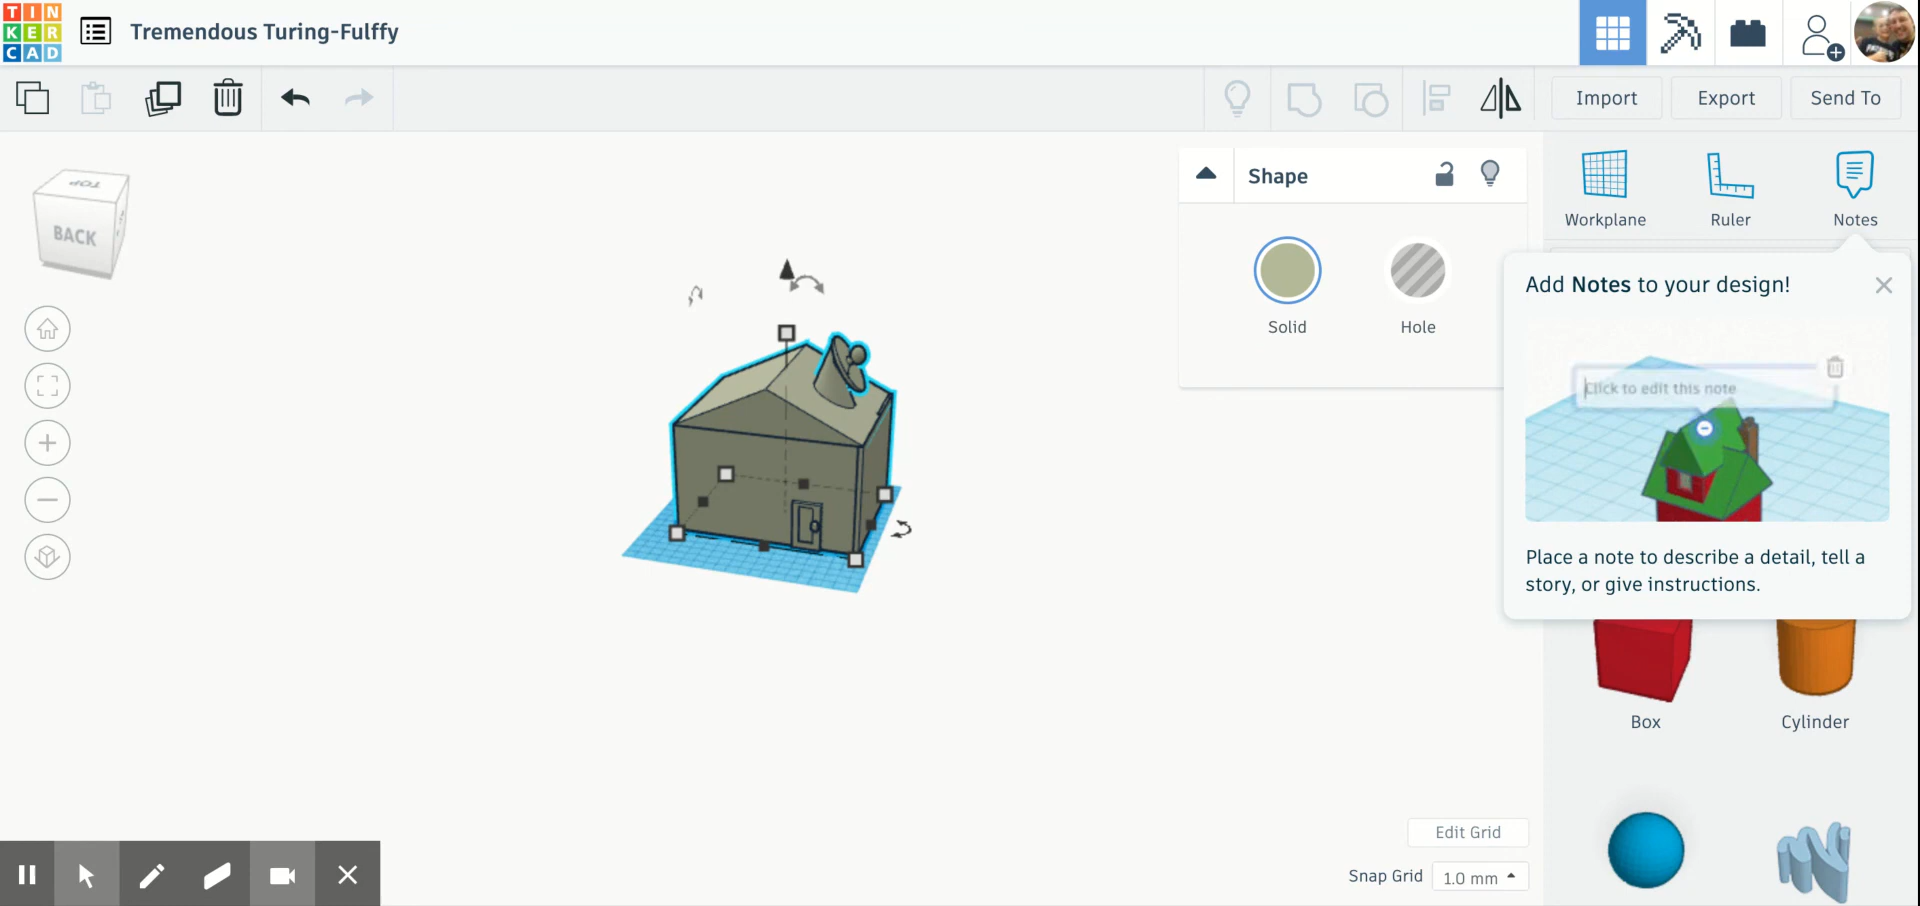 TIN
KER
CAD
Tremendous Turing-Fulffy
Import
Export
Send To
TOP
BACK
Shape
Solid
Hole
Workplane
Ruler
Notes
Add Notes to your design!
Click to edit this note
Place a note to describe a detail, tell a
story, or give instructions.
Box
Cylinder
Edit Grid
Snap Grid
1.0 mm